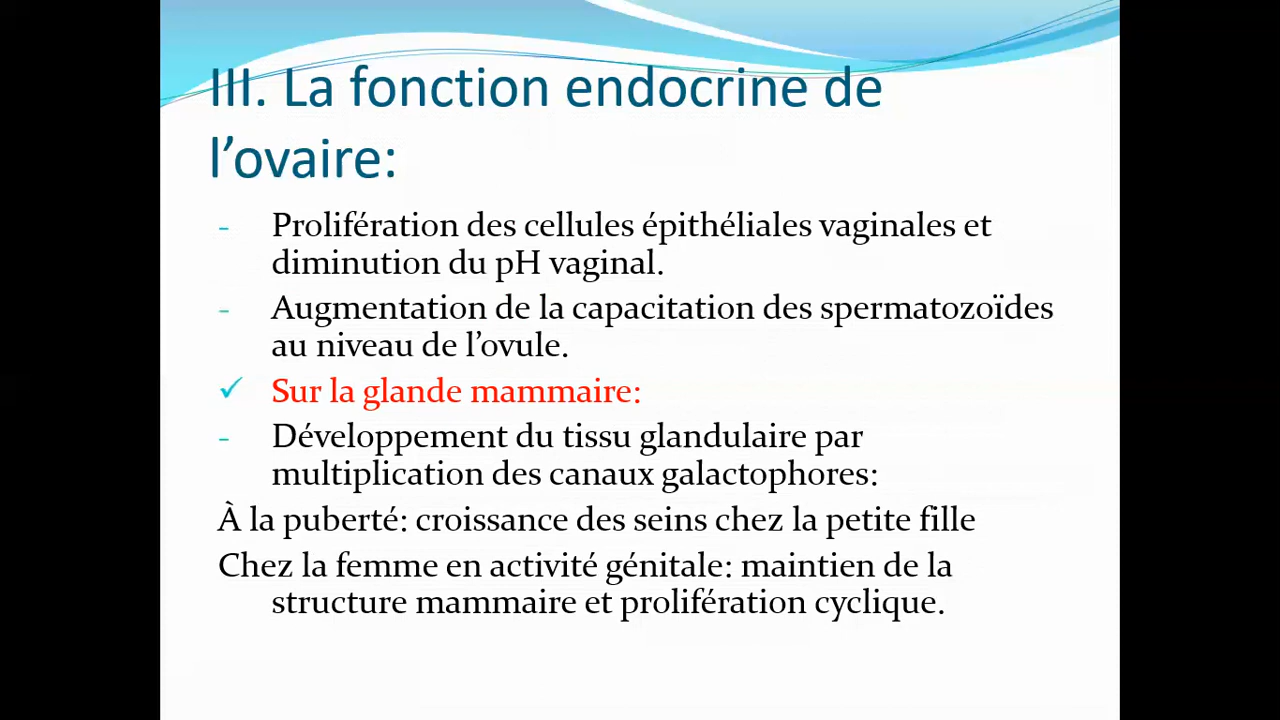 III. La fonction endocrine de
l’ovaire:
- Prolifération des cellules épithéliales vaginales et
diminution du pH vaginal.
- Augmentation de la capacitation des spermatozoïdes
au niveau de l’ovule.
✓ Sur la glande mammaire:
- Développement du tissu glandulaire par
multiplication des canaux galactophores:
À la puberté: croissance des seins chez la petite fille
Chez la femme en activité génitale: maintien de la
structure mammaire et prolifération cyclique.